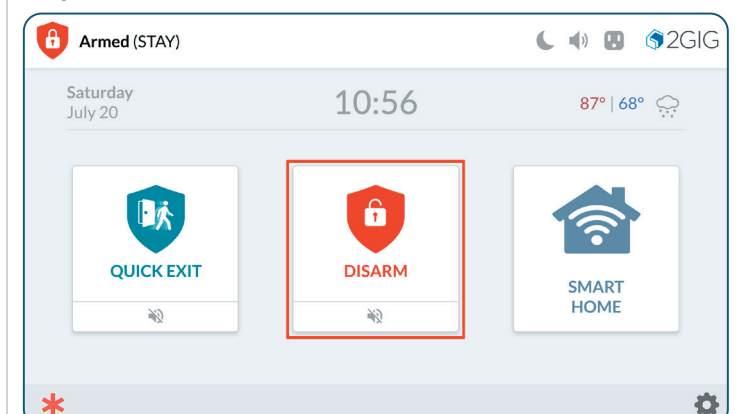 Armed (STAY)
2GIG
Saturday
July 20
10:56
87° | 68°
QUICK EXIT
DISARM
SMART
HOME